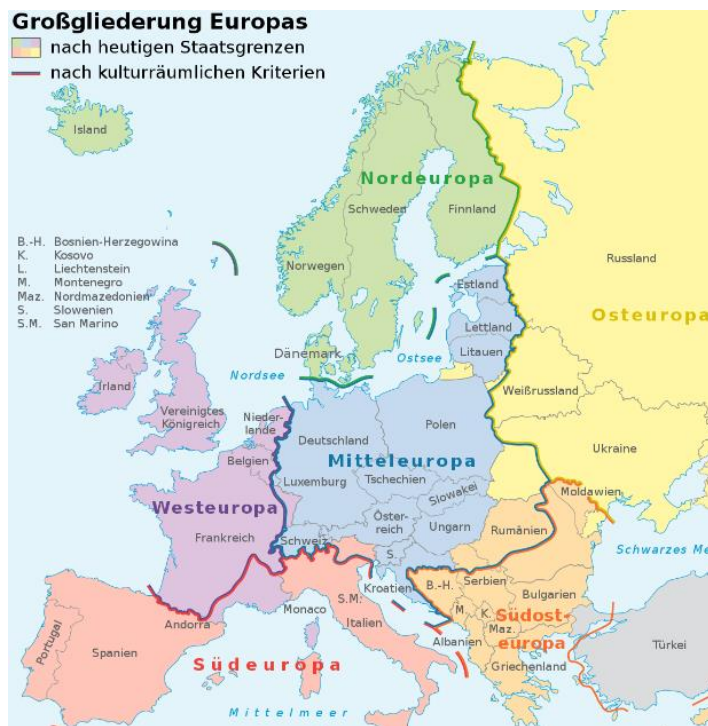 Großgliederung Europas
nach heutigen Staatsgrenzen
nach kulturräumlichen Kriterien
Island
B.-H. Bosnien-Herzegowina
K. Kosovo
L. Liechtenstein
M. Montenegro
Maz. Nordmazedonien
S. Slowenien
S.M. San Marino
Nordeuropa
Schweden
Finnland
Norwegen
Russland
Estland
Osteuropa
Lettland
Dänemark
Ostsee
Litauen
Nordsee
Irland
Weißrussland
Vereinigtes
Königreich
Nieder-
lande
Polen
Deutschland
Ukraine
Belgien
Mitteleuropa
Luxemburg
Tschechien
Slowakei
Moldawien
Westeuropa
Öster-
reich
Ungarn
Rumänien
Frankreich
Schweiz
L.
S.
Schwarzes Me
Kroatien
B.-H.
Serbien
Bulgarien
Monaco
S.M.
Italien
M.
K.
Maz.
Südost-
europa
Andorra
Portugal
Spanien
Albanien
Türkei
Südeuropa
Griechenland
Mittelmeer